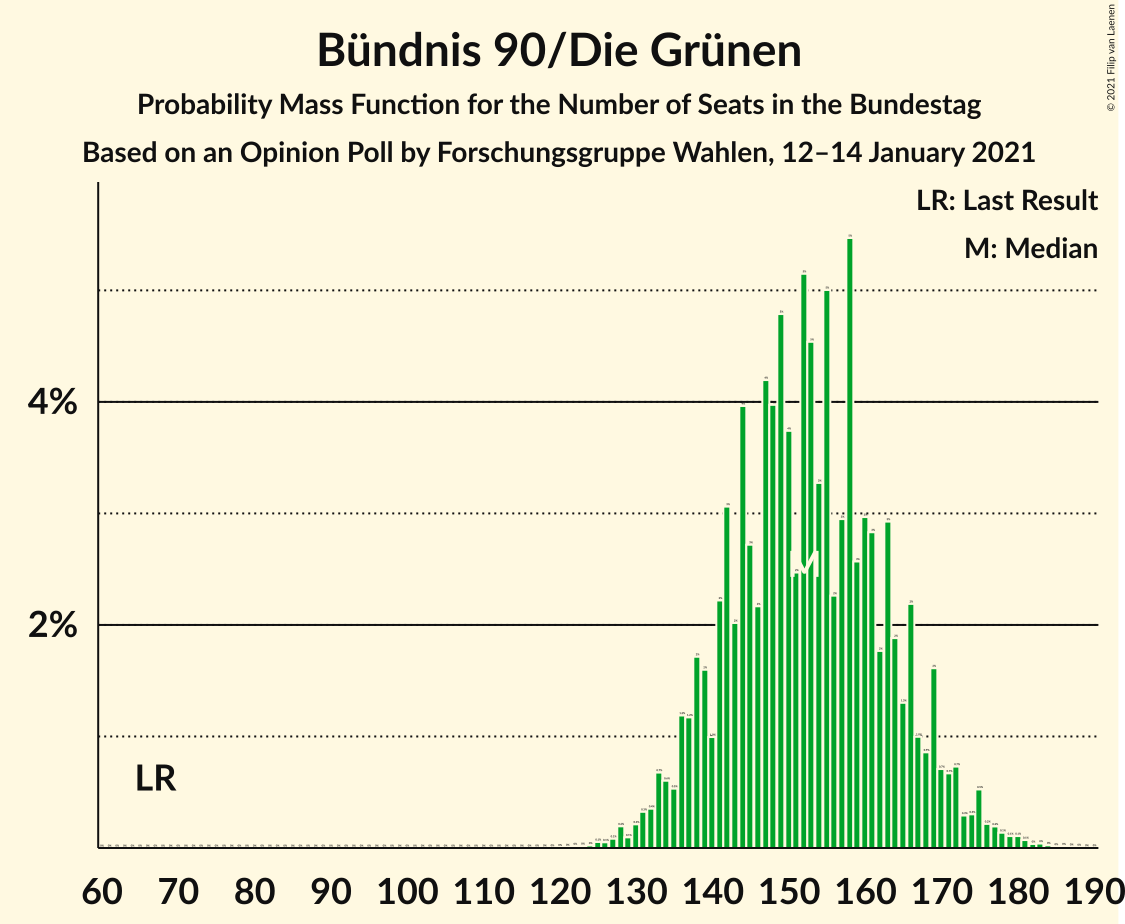 Bündnis 90/Die Grünen
Probability Mass Function for the Number of Seats in the Bundestag
Based on an Opinion Poll by Forschungsgruppe Wahlen, 12–14 January 2021
© 2021 Filip van Laenen
LR: Last Result
M: Median
4%
2%
M
LR
60 70 80 90 100 110 120 130 140 150 160 170 180 190